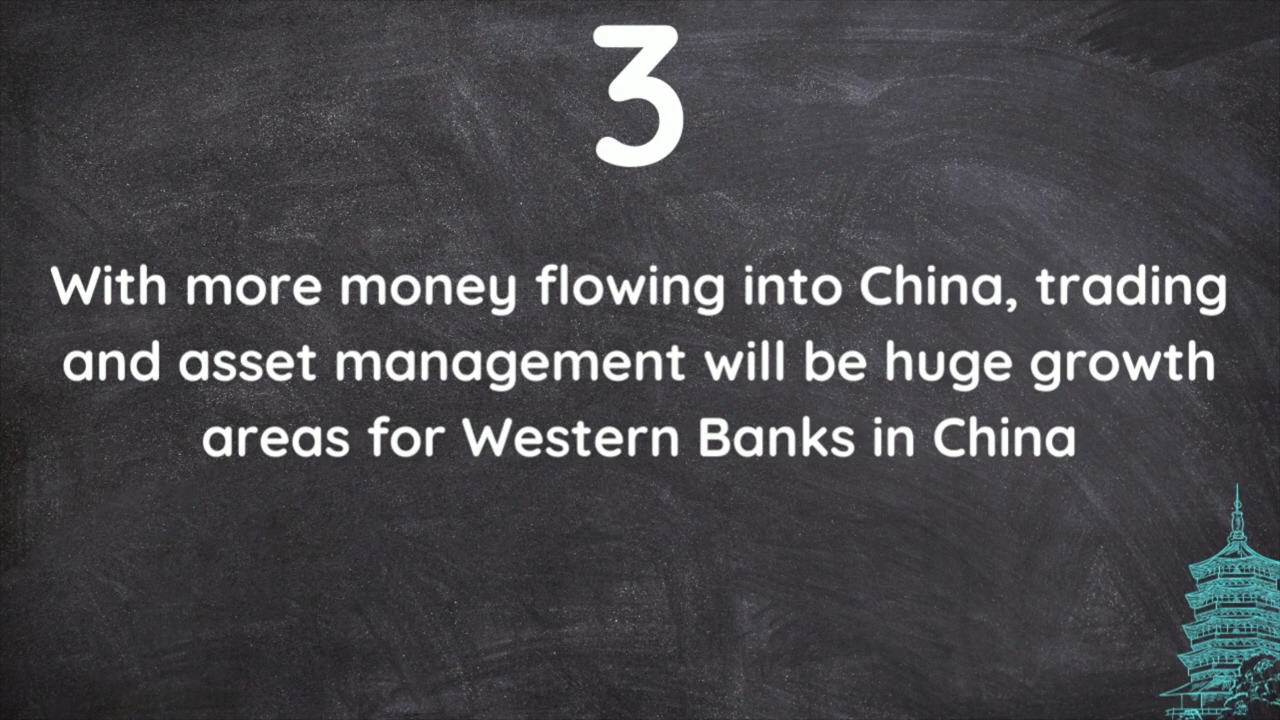 3
With more money flowing into China, trading
and asset management will be huge growth
areas for Western Banks in China